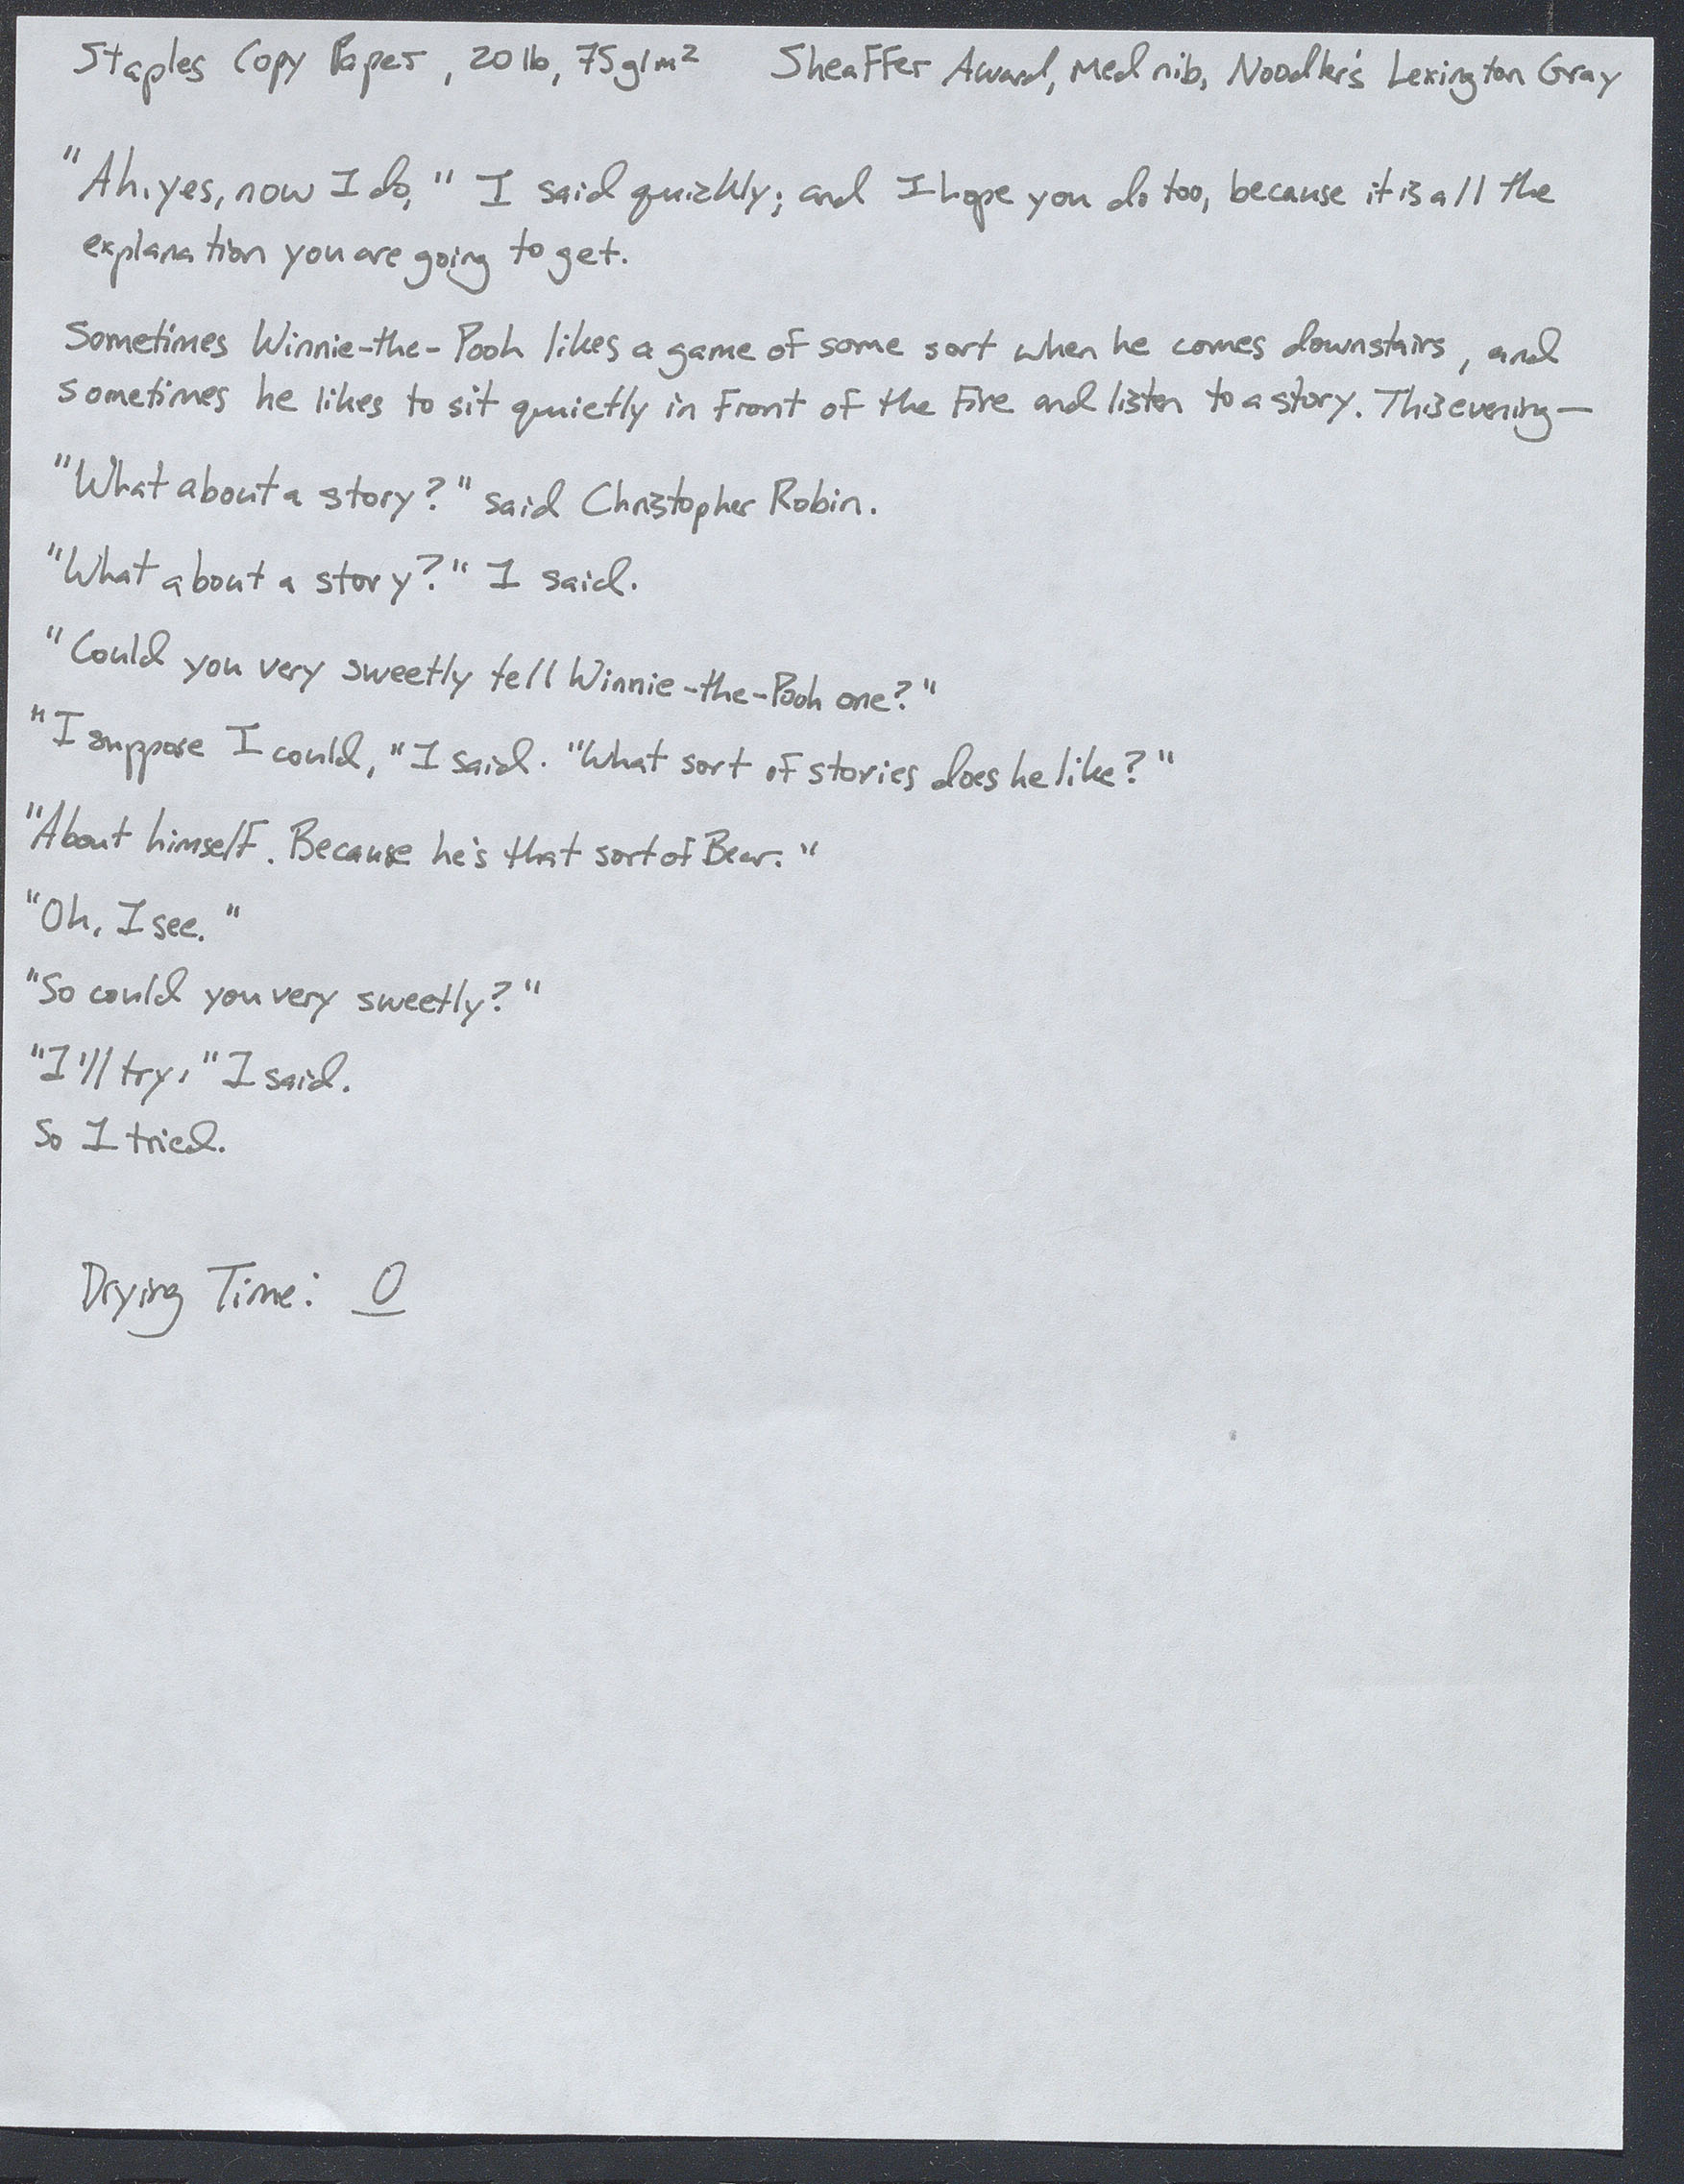 Staples Copy Paper, 20 lb, 75g/m² Sheaffer Award, Med nib, Noodler's Lexington Gray
"Ah, yes, now I do," I said quickly; and I hope you do too, because it is all the
explanation you are going to get.
Sometimes Winnie-the-Pooh likes a game of some sort when he comes downstairs, and
sometimes he likes to sit quietly in front of the fire and listen to a story. This evening—
"What about a story?" said Christopher Robin.
"What about a story?" I said.
"Could you very sweetly tell Winnie-the-Pooh one?"
"I suppose I could," I said. "What sort of stories does he like?"
"About himself. Because he's that sort of Bear."
"Oh, I see."
"So could you very sweetly?"
"I'll try," I said.
So I tried.
Drying Time: 0